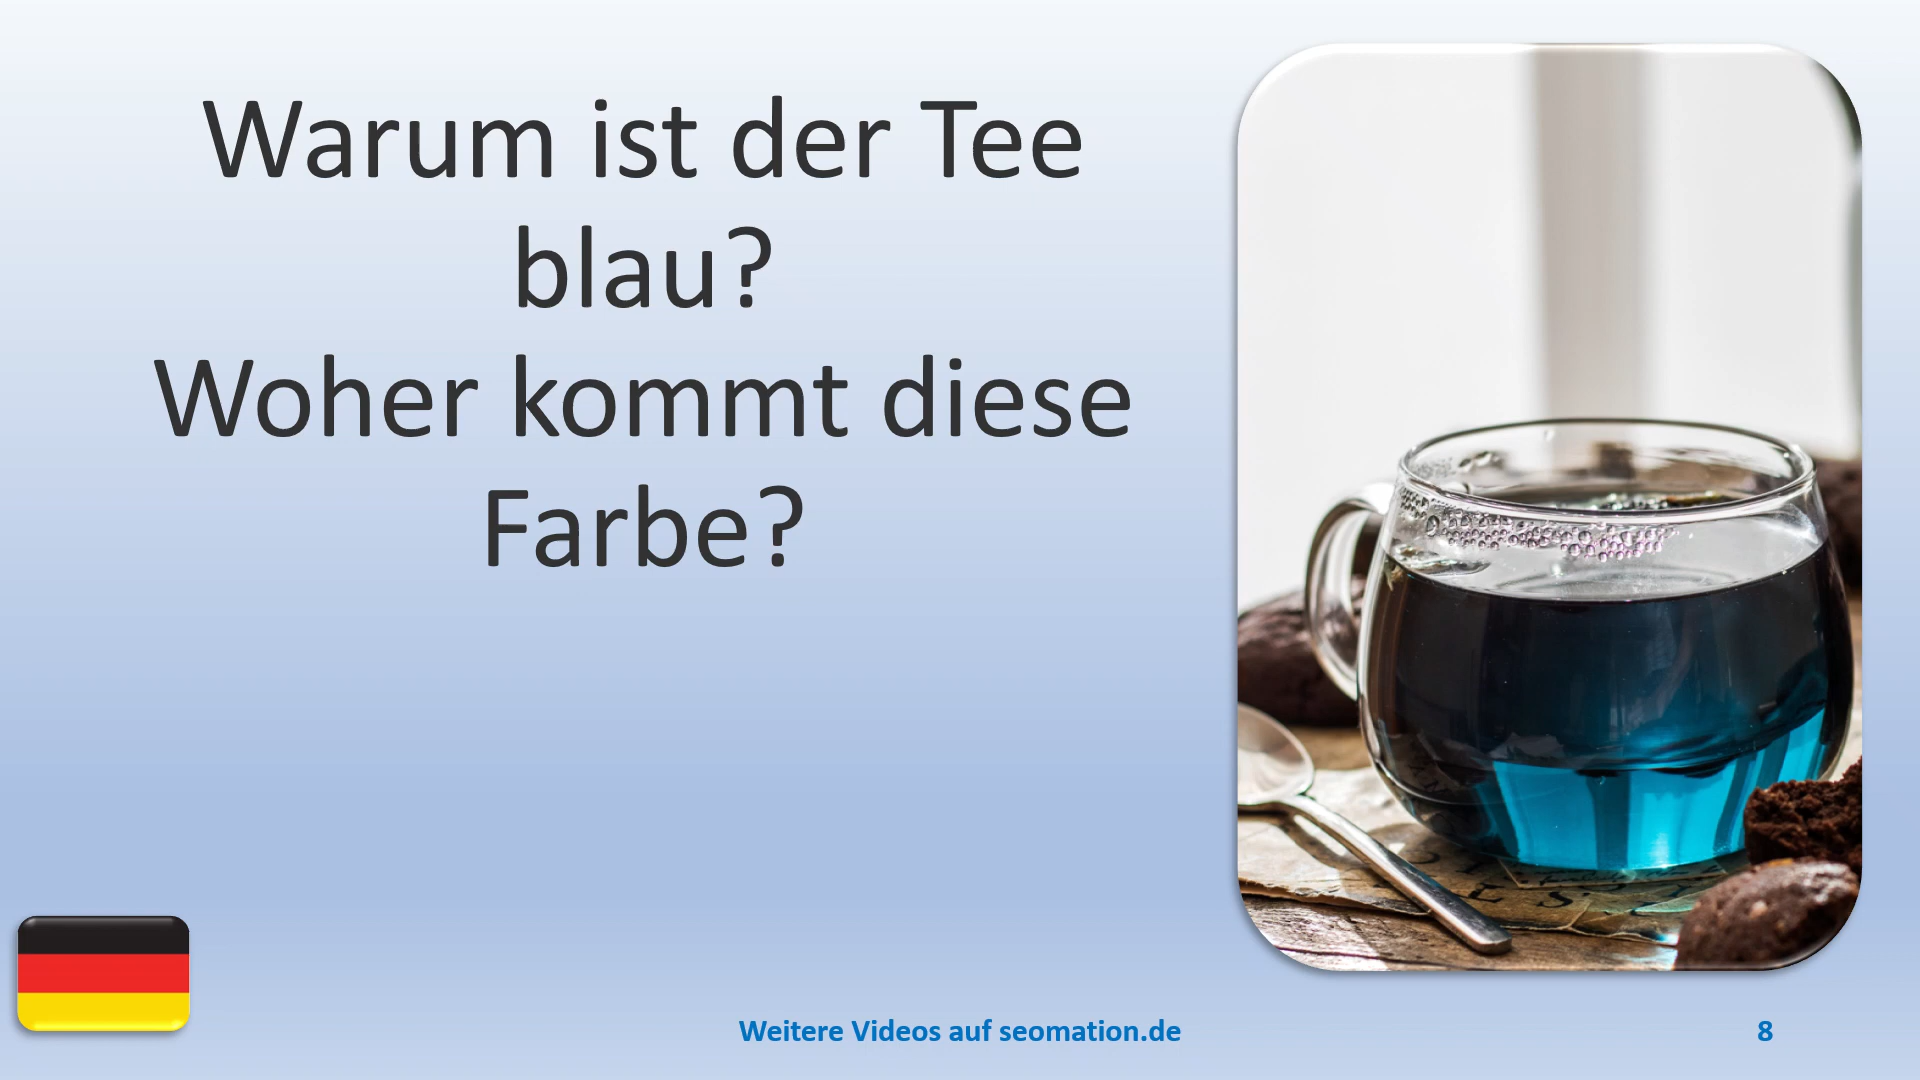 Warum ist der Tee
blau?
Woher kommt diese
Farbe?
Weitere Videos auf seomation.de
8